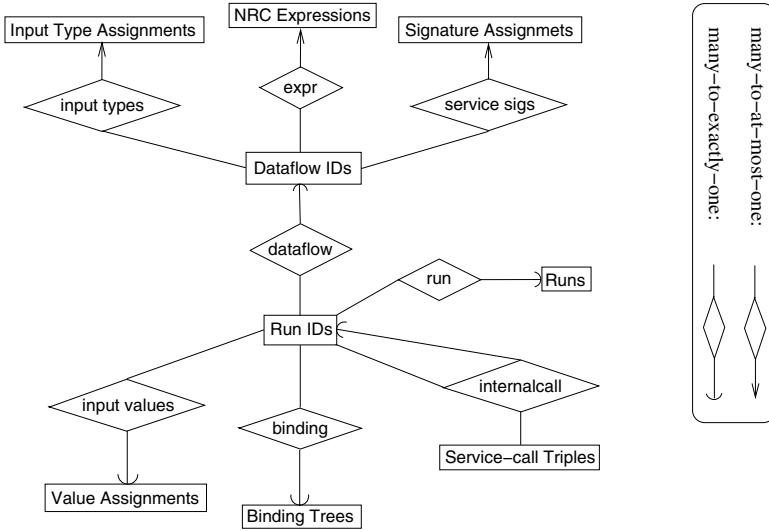 NRC Expressions
Input Type Assignments
Signature Assignmets
input types
expr
service sigs
Dataflow IDs
dataflow
run
Runs
Run IDs
input values
internalcall
binding
Service-call Triples
Value Assignments
Binding Trees
many-to-at-most-one:
many-to-exactly-one: